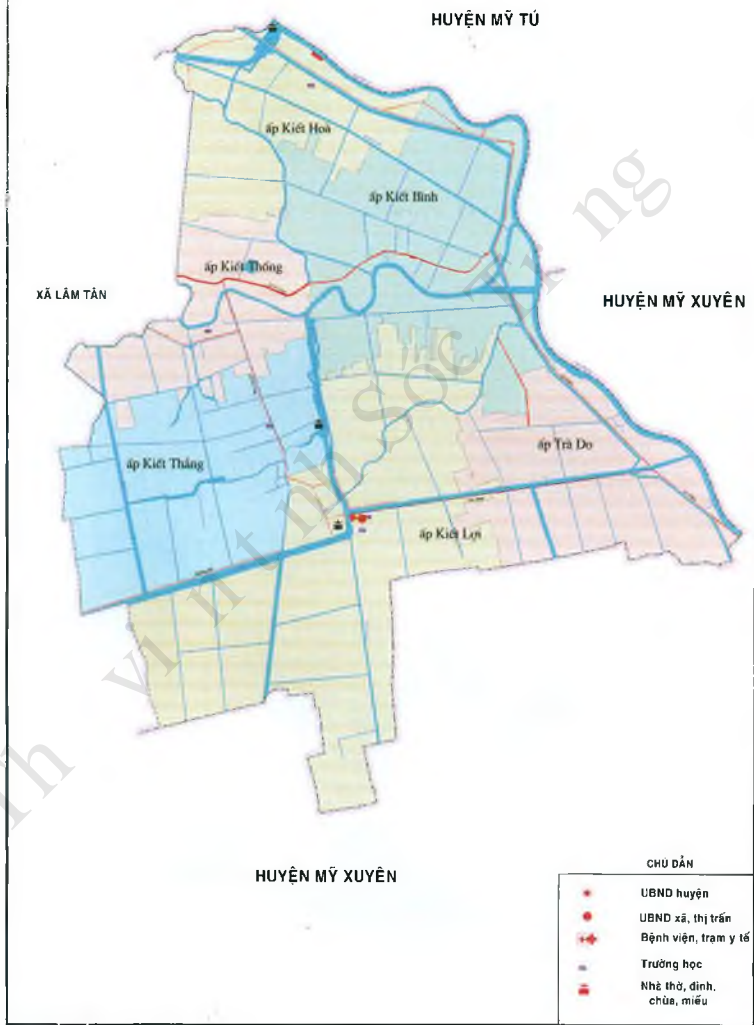 HUYỆN MỸ TÚ
ấp Kiết Hoà
ấp Kiết Bình
ấp Kiết Thống
XÃ LÂM TÂN
HUYỆN MỸ XUYÊN
ấp Kiết Thắng
ấp Trà Do
ấp Kiết Lợi
HUYỆN MỸ XUYÊN
CHÚ DẪN
UBND huyện
UBND xã, thị trấn
Bệnh viện, trạm y tế
Trường học
Nhà thờ, đình,
chùa, miếu